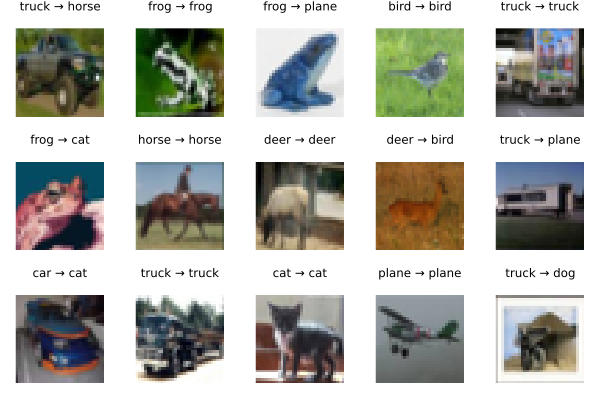 truck → horse frog → frog frog → plane bird → bird truck → truck
frog → cat horse → horse deer → deer deer → bird truck → plane
car → cat truck → truck cat → cat plane → plane truck → dog